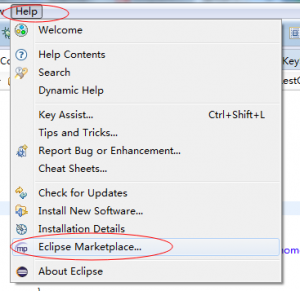 Help
Welcome
Help Contents
Search
Dynamic Help
Key Assist... Ctrl+Shift+L
Tips and Tricks...
Report Bug or Enhancement...
Cheat Sheets...
Check for Updates
Install New Software...
Installation Details
Eclipse Marketplace...
About Eclipse
Key